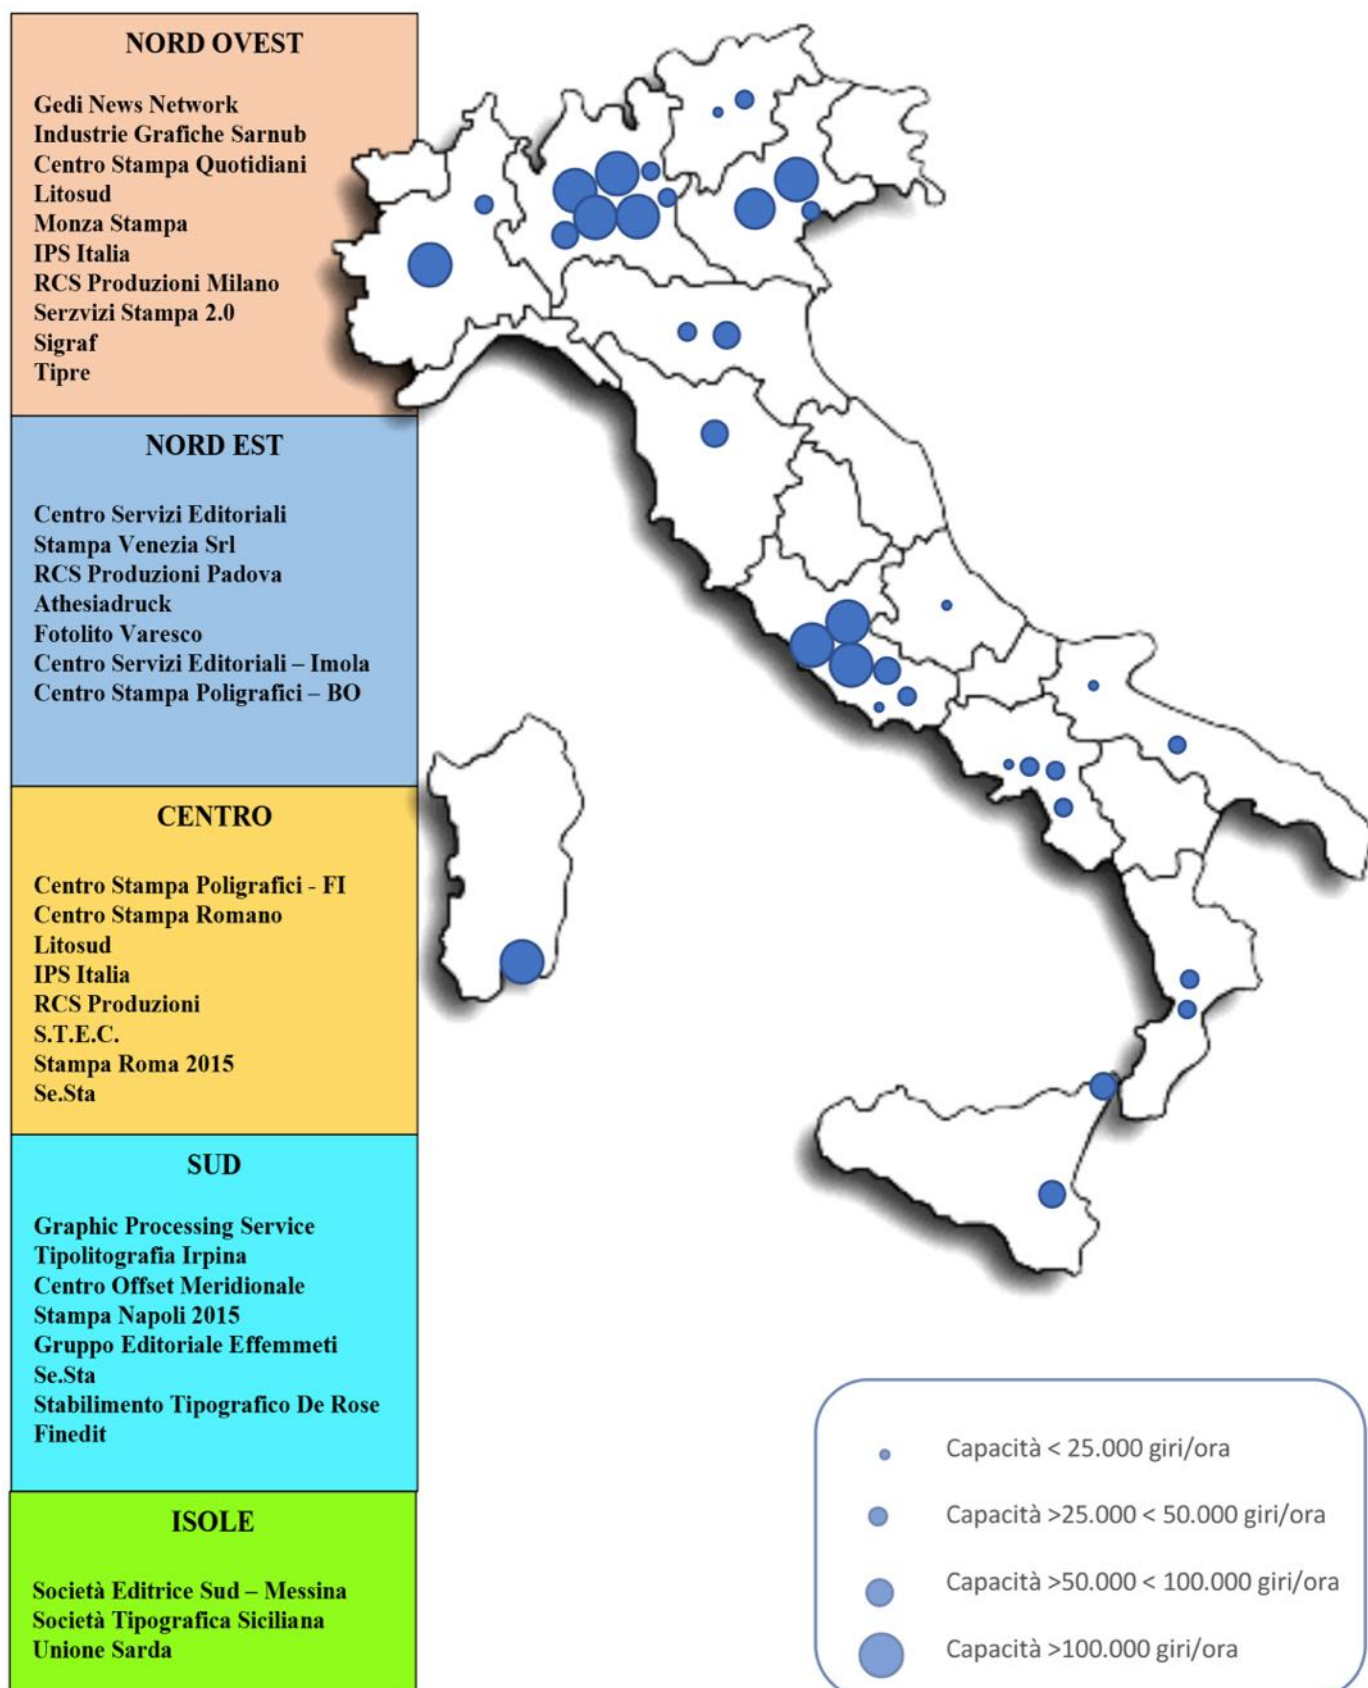 NORD OVEST
Gedi News Network
Industrie Grafiche Sarnub
Centro Stampa Quotidiani
Litosud
Monza Stampa
IPS Italia
RCS Produzioni Milano
Serzvizi Stampa 2.0
Sigraf
Tipre
NORD EST
Centro Servizi Editoriali
Stampa Venezia Srl
RCS Produzioni Padova
Athesiadruck
Fotolito Varesco
Centro Servizi Editoriali – Imola
Centro Stampa Poligrafici – BO
CENTRO
Centro Stampa Poligrafici - FI
Centro Stampa Romano
Litosud
IPS Italia
RCS Produzioni
S.T.E.C.
Stampa Roma 2015
Se.Sta
SUD
Graphic Processing Service
Tipolitografia Irpina
Centro Offset Meridionale
Stampa Napoli 2015
Gruppo Editoriale Effemmeti
Se.Sta
Stabilimento Tipografico De Rose
Finedit
ISOLE
Società Editrice Sud – Messina
Società Tipografica Siciliana
Unione Sarda
Capacità < 25.000 giri/ora
Capacità >25.000 < 50.000 giri/ora
Capacità >50.000 < 100.000 giri/ora
Capacità >100.000 giri/ora